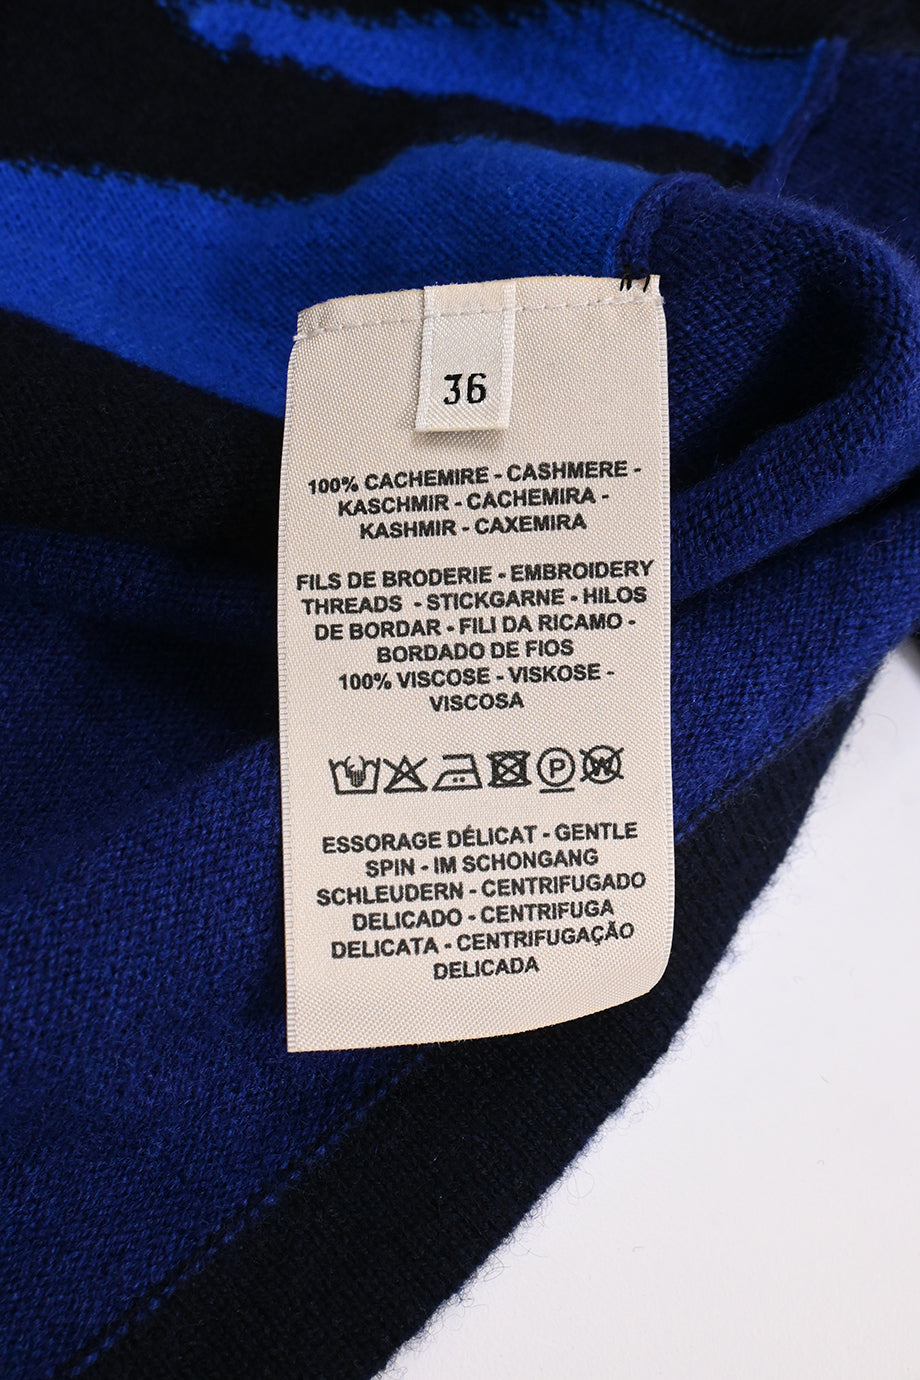 36
100% CACHEMIRE - CASHMERE -
KASCHMIR - CACHEMIRA -
KASHMIR - CAXEMIRA
FILS DE BRODERIE - EMBROIDERY
THREADS - STICKGARNE - HILOS
DE BORDAR - FILI DA RICAMO -
BORDADO DE FIOS
100% VISCOSE - VISKOSE -
VISCOSA
P W
ESSORAGE DÉLICAT - GENTLE
SPIN - IM SCHONGANG
SCHLEUDERN - CENTRIFUGADO
DELICADO - CENTRIFUGA
DELICATA - CENTRIFUGAÇÃO
DELICADA